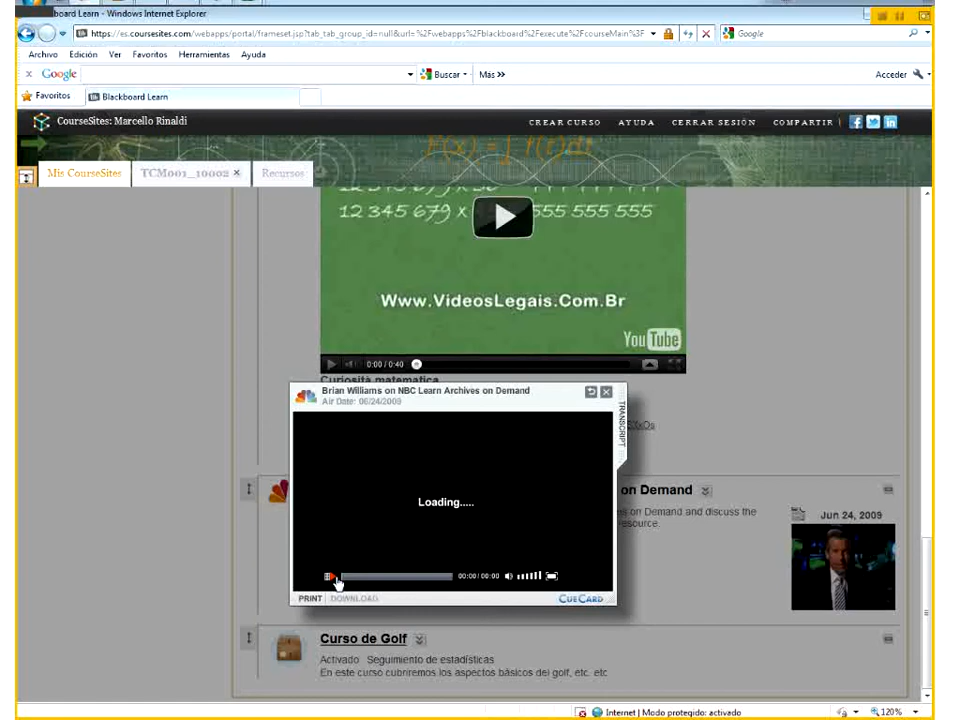 board Learn - Windows Internet Explorer
https://es.coursesites.com/webapps/portal/frameset.jsp?tab_tab_group_id=null&url=%2Fwebapps%2Fblackboard%2Fexecute%2FcourseMain%3F
Google
Archivo Edición Ver Favoritos Herramientas Ayuda
x Google Buscar Más >> Acceder
Favoritos Blackboard Learn
CourseSites: Marcello Rinaldi CREAR CURSO AYUDA CERRAR SESIÓN COMPARTIR
Mis CourseSites TCM001_10002 Recursos
12 345 679 x 555 555 555
Www.VideosLegais.Com.Br
YouTube
0:00 / 0:40
Curiosità matematica
Brian Williams on NBC Learn Archives on Demand
Air Date: 06/24/2009
TRANSCRIPT
Loading.....
00:00 / 00:00
PRINT DOWNLOAD CUECARD
on Demand
es on Demand and discuss the
resource.
Jun 24, 2009
Curso de Golf
Activado Seguimiento de estadísticas
En este curso cubriremos los aspectos básicos del golf, etc. etc
Internet | Modo protegido: activado 120%